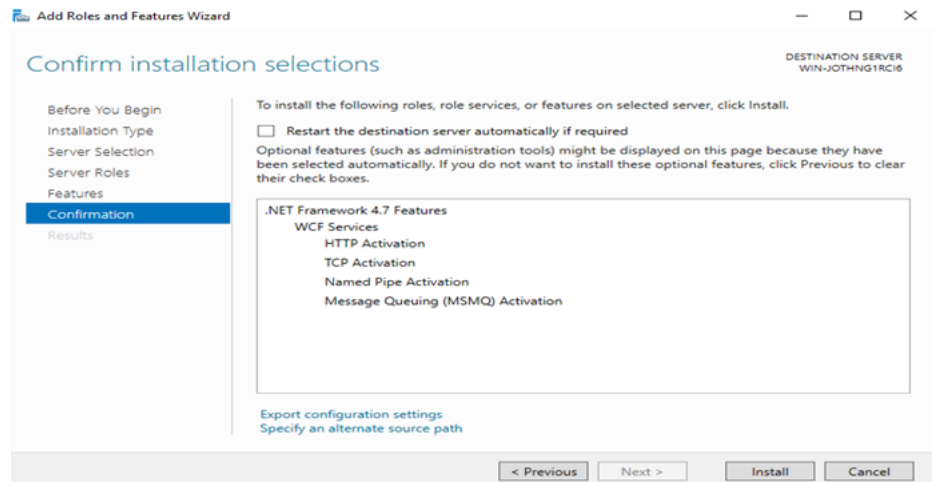 Add Roles and Features Wizard
Confirm installation selections
DESTINATION SERVER
WIN-JOTHNG1RCI6
Before You Begin
Installation Type
Server Selection
Server Roles
Features
Confirmation
Results
To install the following roles, role services, or features on selected server, click Install.
Restart the destination server automatically if required
Optional features (such as administration tools) might be displayed on this page because they have
been selected automatically. If you do not want to install these optional features, click Previous to clear
their check boxes.
.NET Framework 4.7 Features
WCF Services
HTTP Activation
TCP Activation
Named Pipe Activation
Message Queuing (MSMQ) Activation
Export configuration settings
Specify an alternate source path
< Previous
Next >
Install
Cancel